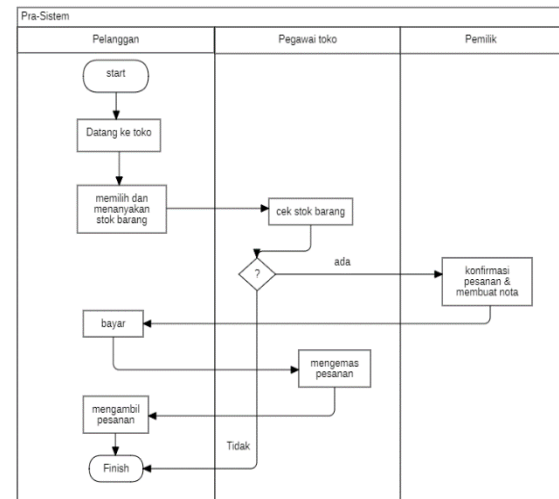 Pra-Sistem
Pelanggan
Pegawai toko
Pemilik
start
Datang ke toko
memilih dan
menanyakan
stok barang
cek stok barang
?
ada
konfirmasi
pesanan &
membuat nota
bayar
mengemas
pesanan
mengambil
pesanan
Tidak
Finish